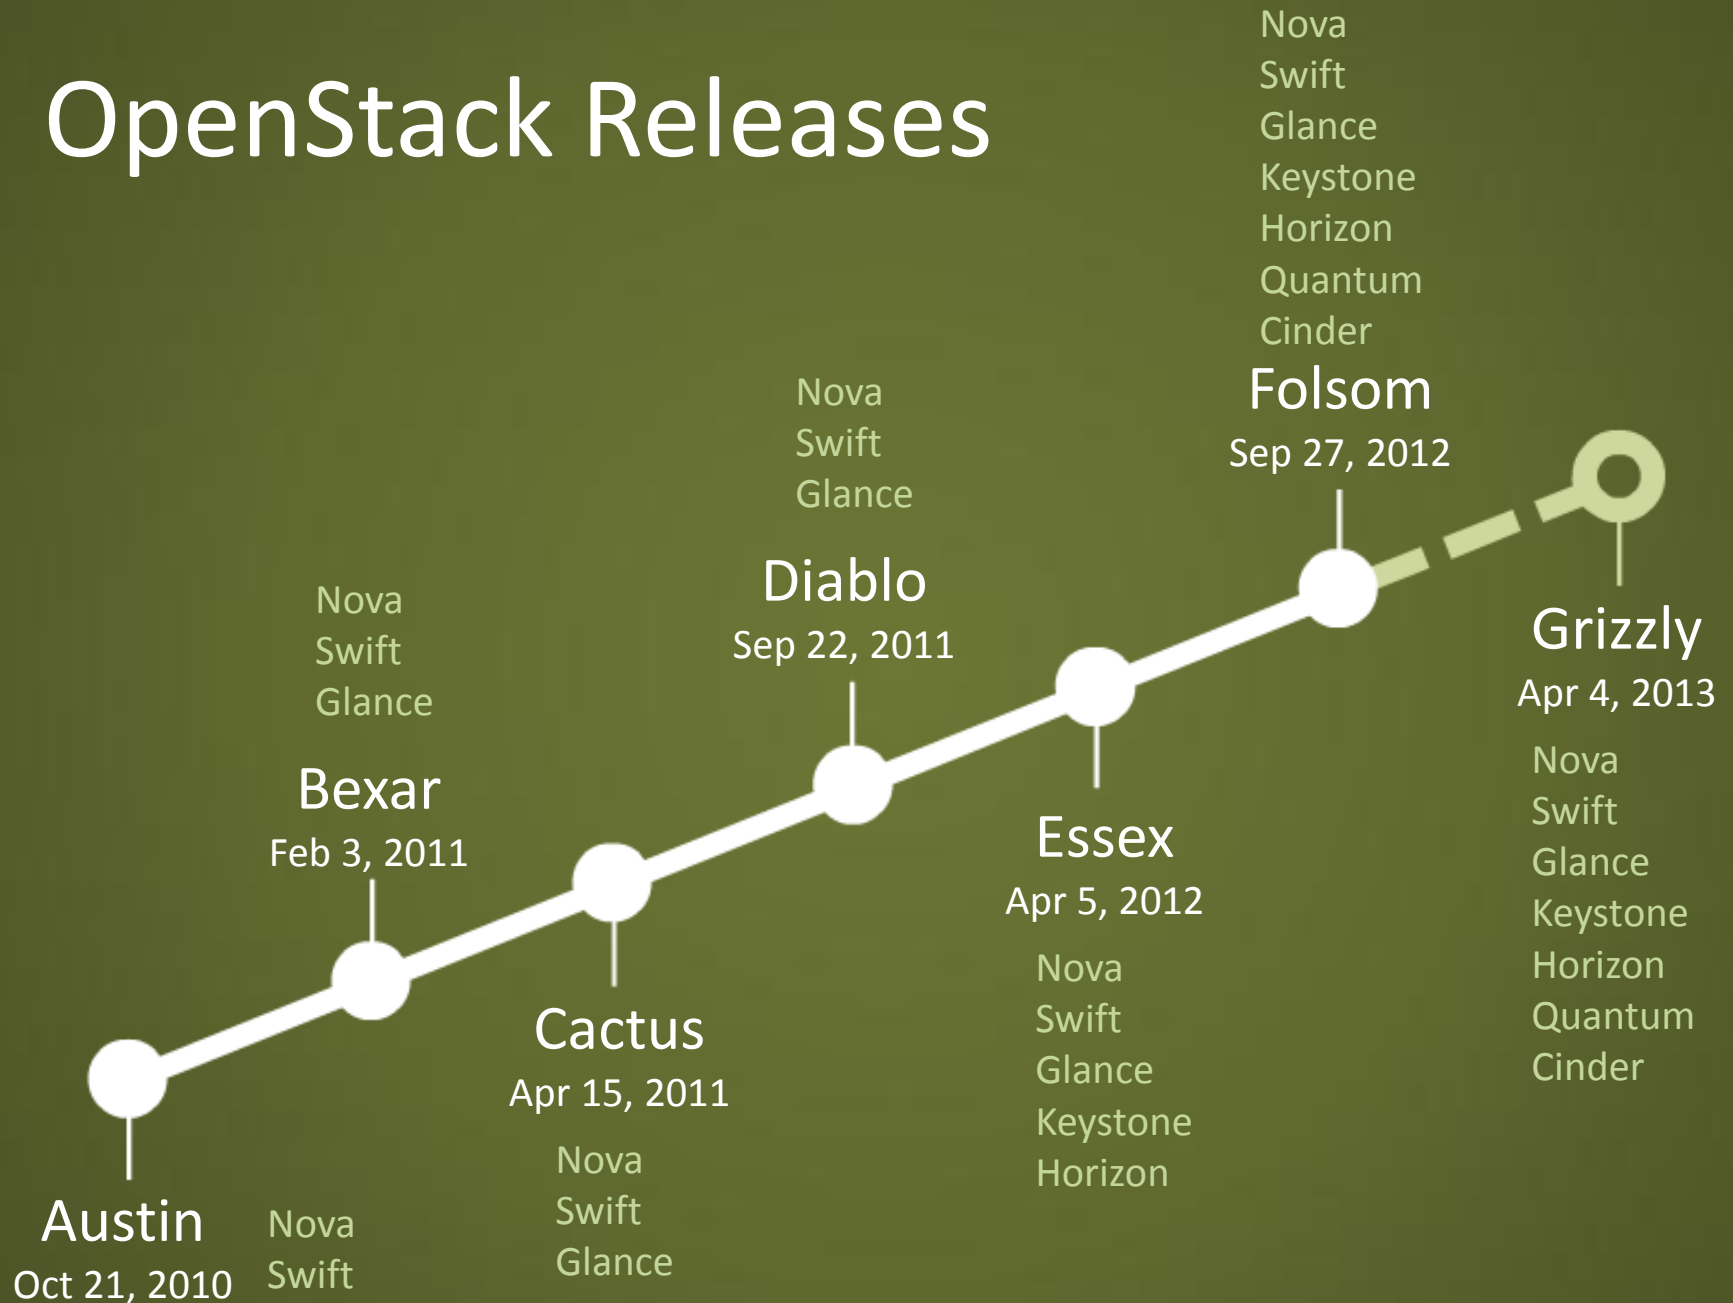 OpenStack Releases
Austin
Oct 21, 2010
Nova
Swift
Nova
Swift
Glance
Bexar
Feb 3, 2011
Cactus
Apr 15, 2011
Nova
Swift
Glance
Nova
Swift
Glance
Diablo
Sep 22, 2011
Essex
Apr 5, 2012
Nova
Swift
Glance
Keystone
Horizon
Nova
Swift
Glance
Keystone
Horizon
Quantum
Cinder
Folsom
Sep 27, 2012
Grizzly
Apr 4, 2013
Nova
Swift
Glance
Keystone
Horizon
Quantum
Cinder